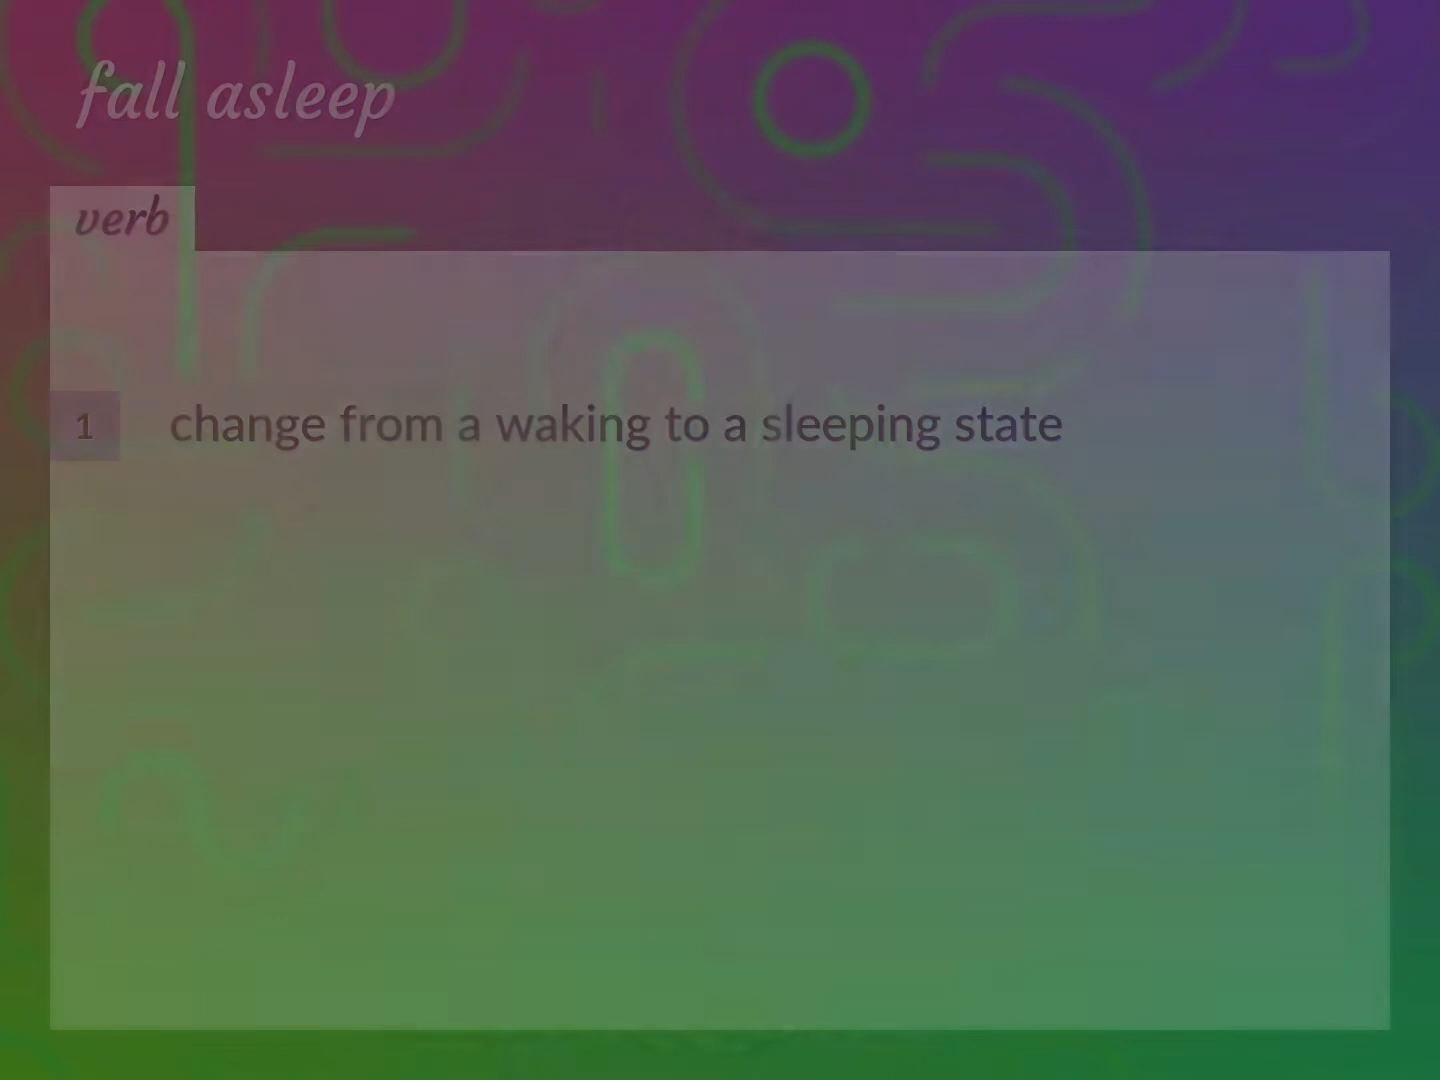 fall asleep
verb
1 change from a waking to a sleeping state